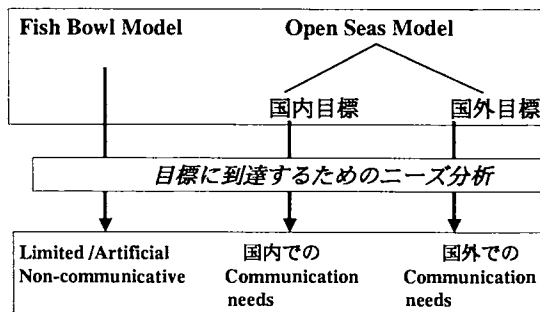 Fish Bowl Model Open Seas Model
国内目標 国外目標
目標に到達するためのニーズ分析
Limited /Artificial 国内での 国外での
Non-communicative Communication Communication
needs needs